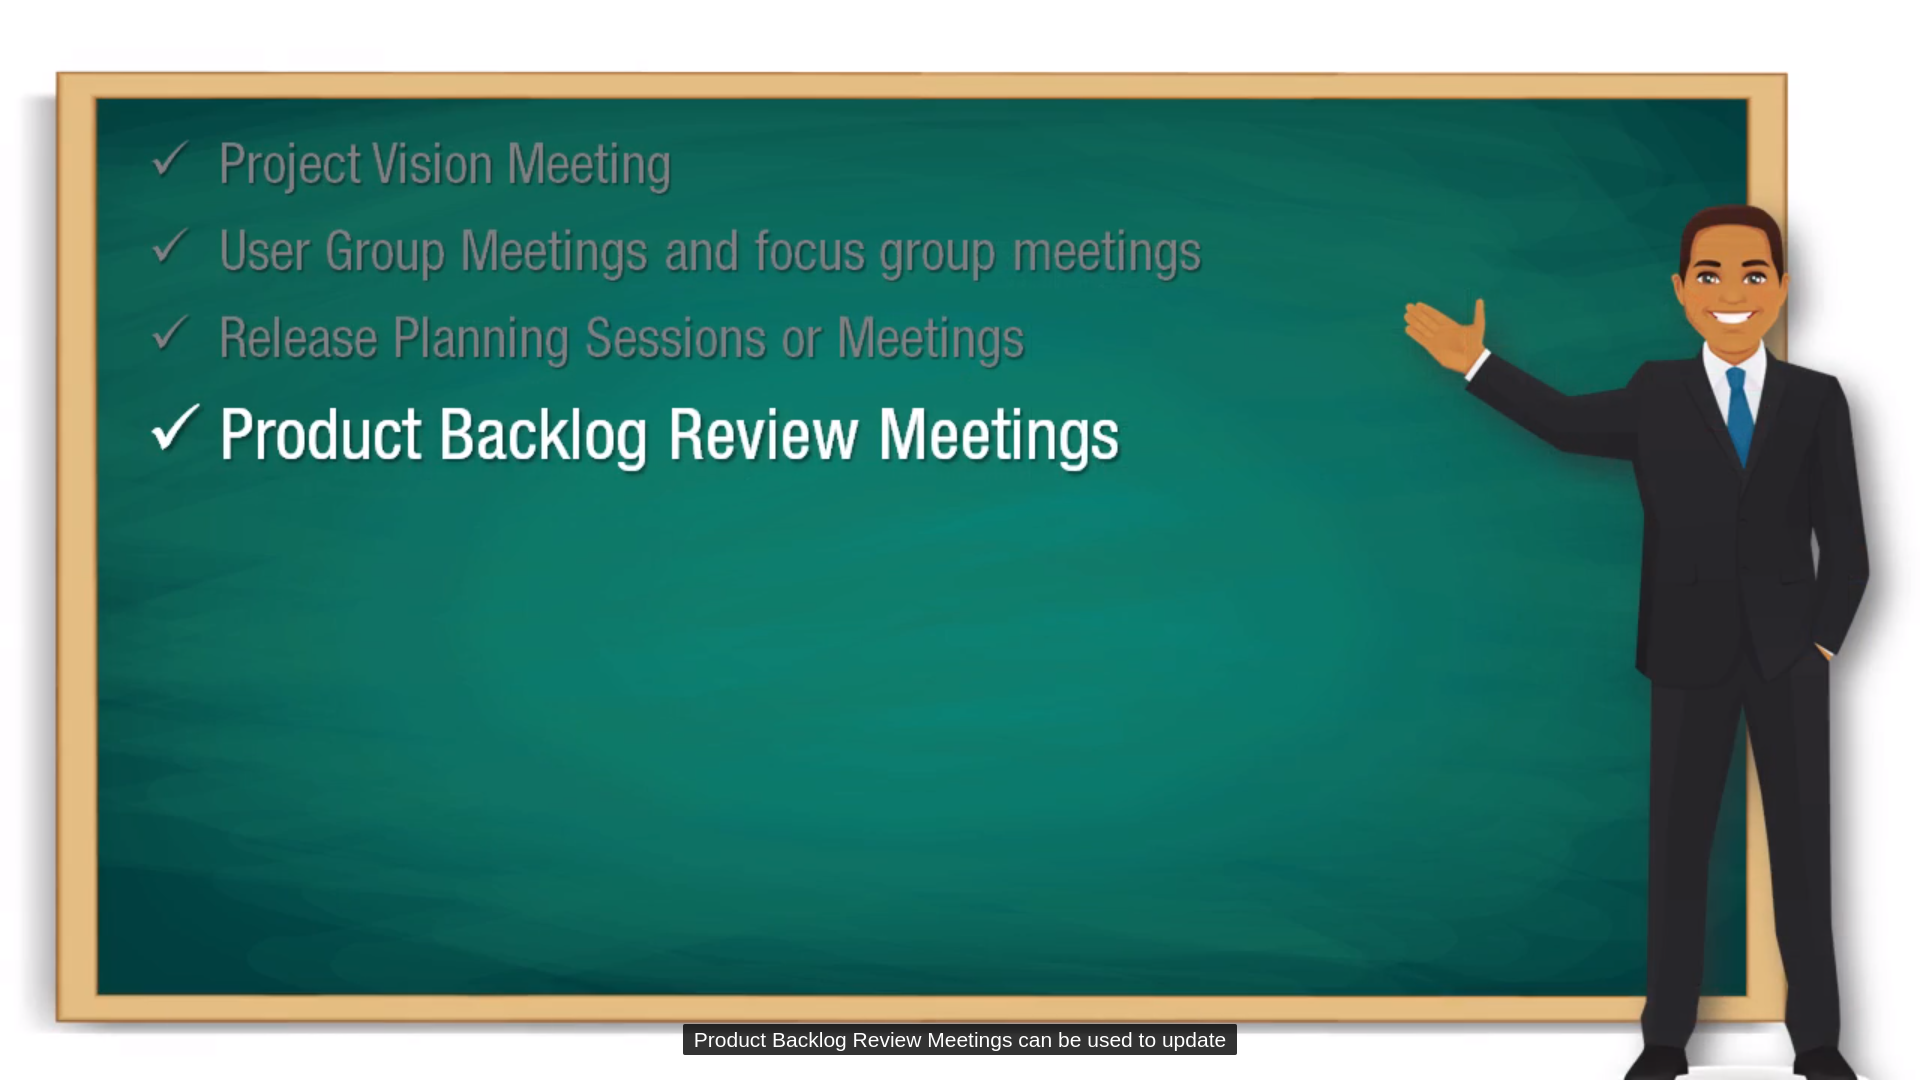 ✓ Project Vision Meeting
✓ User Group Meetings and focus group meetings
✓ Release Planning Sessions or Meetings
✓ Product Backlog Review Meetings
Product Backlog Review Meetings can be used to update